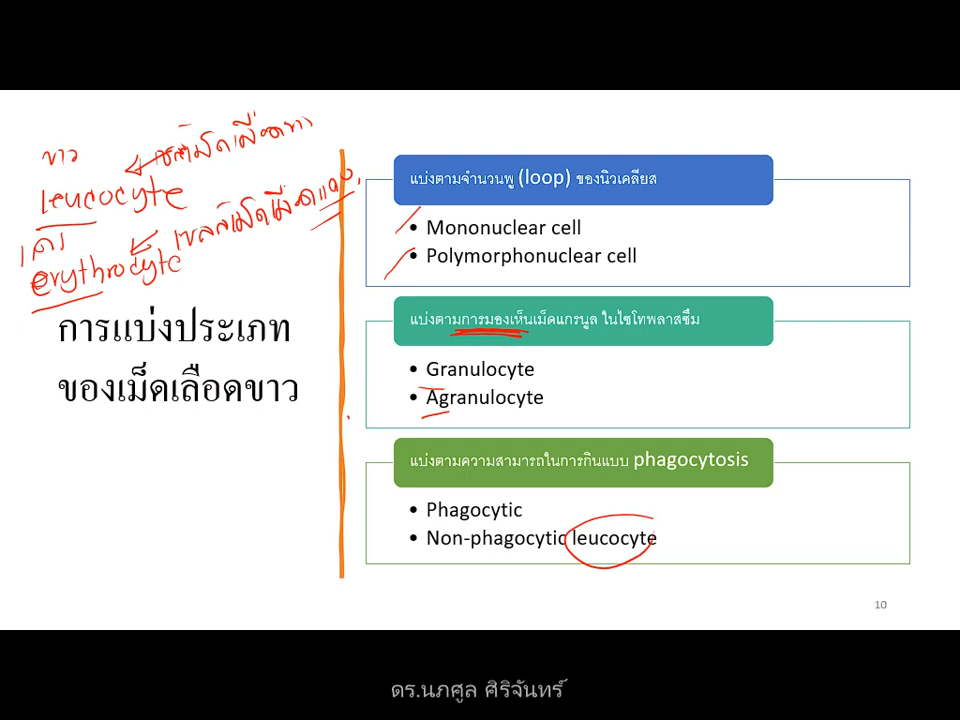 ขาว
เซลล์เม็ดเลือดขาว
leucocyte
เซลล์เม็ดเลือดแดง
แดง
erythrocyte
การแบ่งประเภท
ของเม็ดเลือดขาว
แบ่งตามจำนวนพู (loop) ของนิวเคลียส
• Mononuclear cell
• Polymorphonuclear cell
แบ่งตามการมองเห็นเม็ดแกรนูล ในไซโทพลาสซึ่ม
• Granulocyte
• Agranulocyte
แบ่งตามความสามารถในการกินแบบ phagocytosis
• Phagocytic
• Non-phagocytic leucocyte
10
ดร.นภศูล ศิริจันทร์